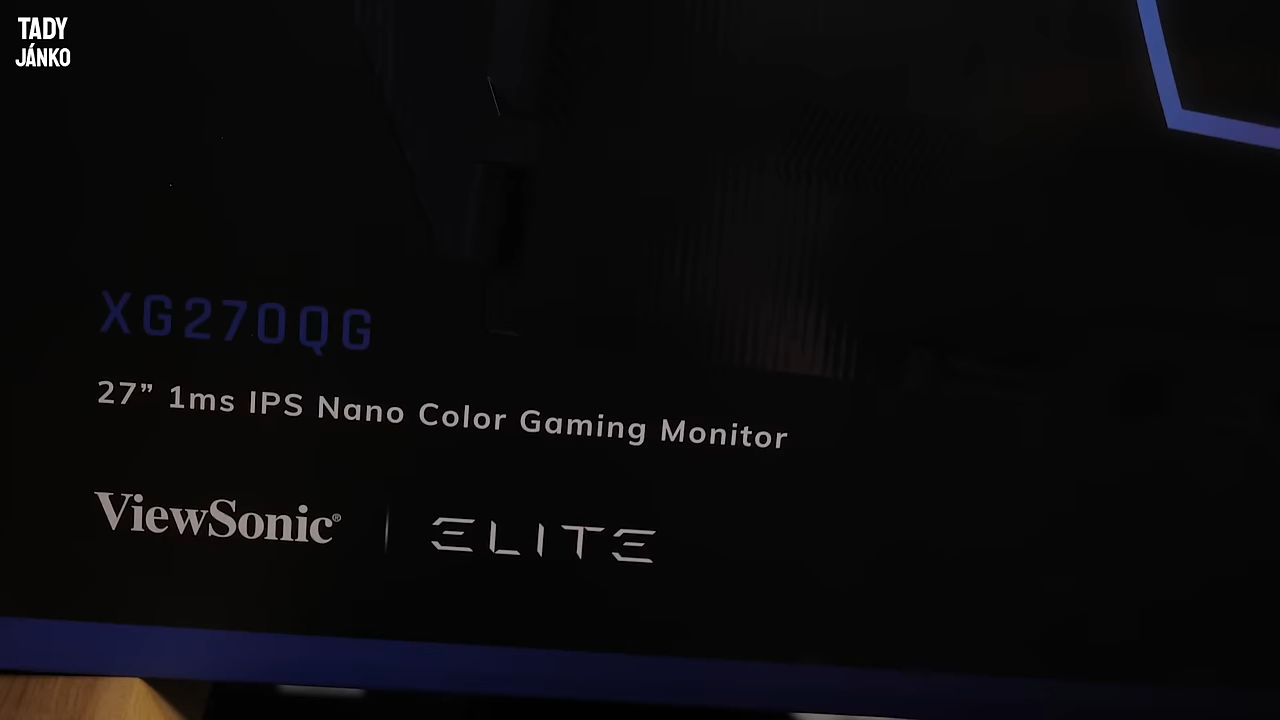 TADY
JÁNKO
XG270QG
27” 1ms IPS Nano Color Gaming Monitor
ViewSonic® | ELITE